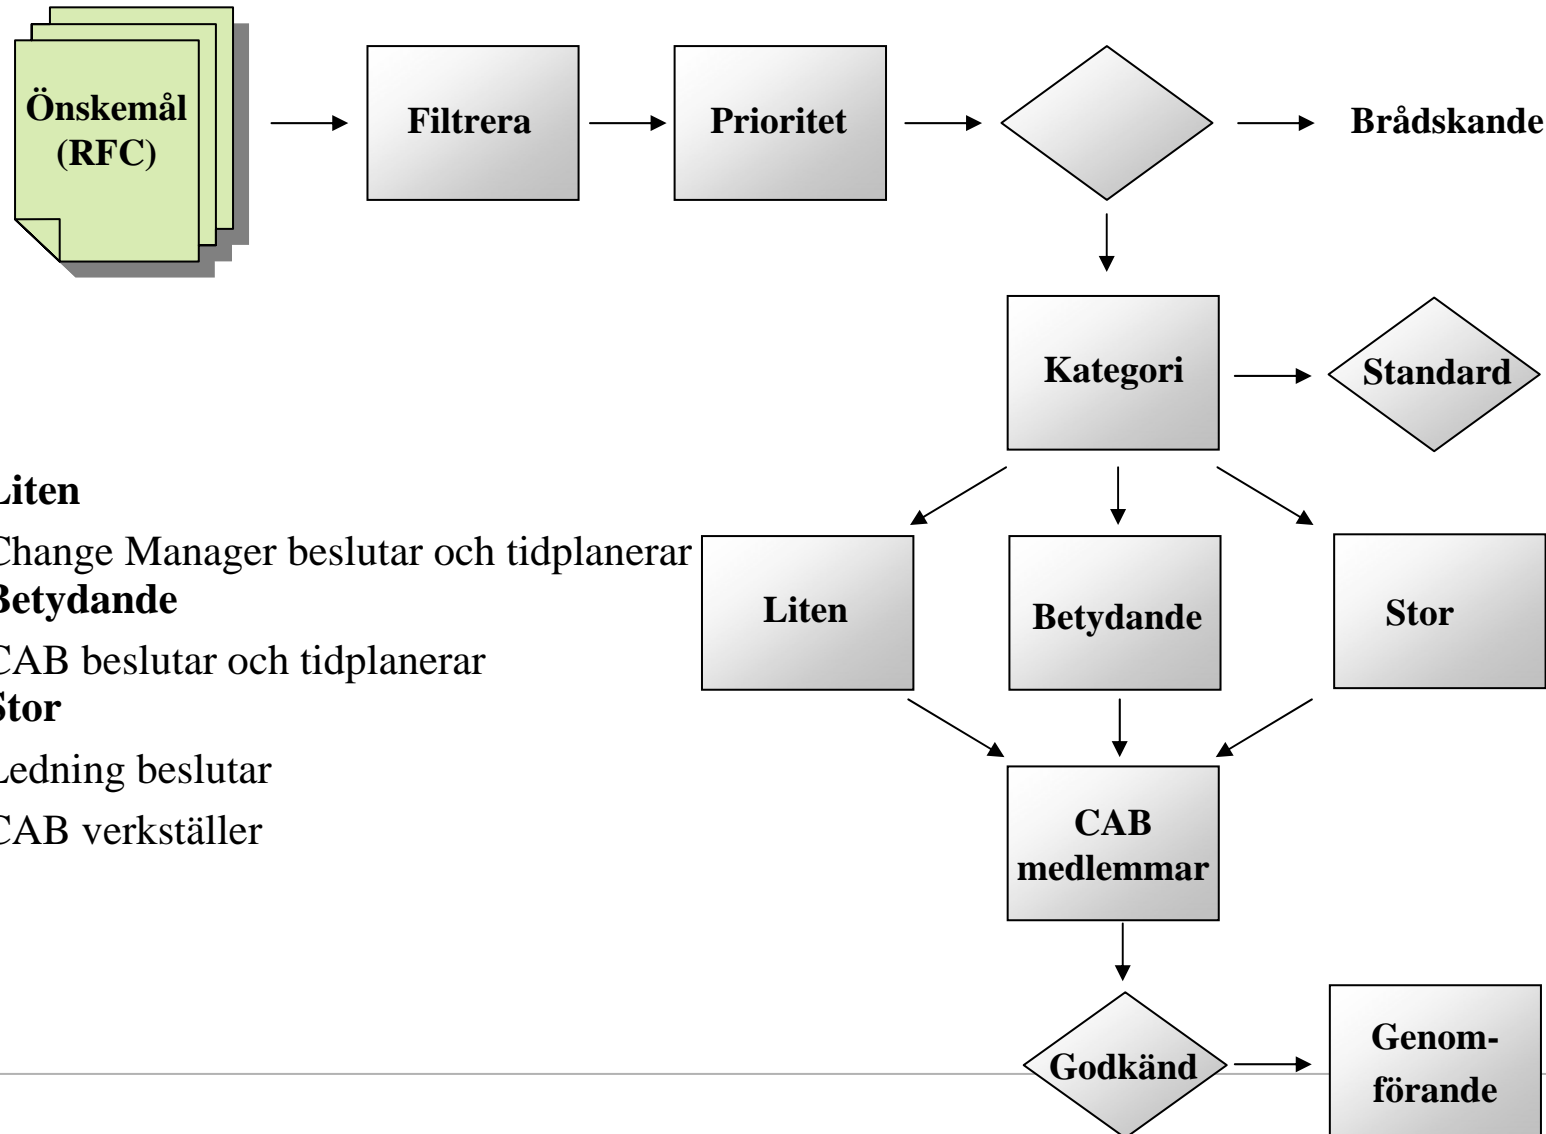 Önskemål
(RFC)
Filtrera
Prioritet
Brådskande
Kategori
Standard
Liten
Change Manager beslutar och tidplanerar
Betydande
CAB beslutar och tidplanerar
Stor
Ledning beslutar
CAB verkställer
Liten
Betydande
Stor
CAB
medlemmar
Godkänd
Genom-
förande